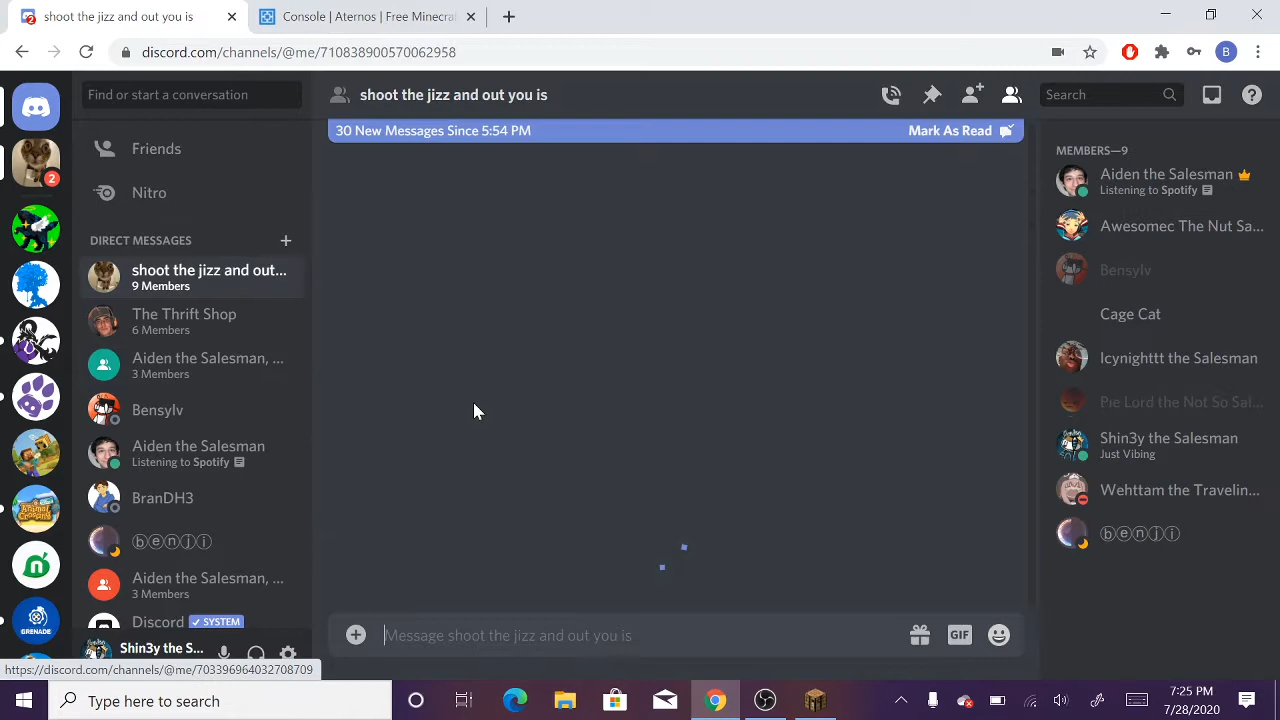 shoot the jizz and out you is
Console | Aternos | Free Minecra
discord.com/channels/@me/710838900570062958
B
Find or start a conversation
shoot the jizz and out you is
Search
30 New Messages Since 5:54 PM
Mark As Read
Friends
Nitro
2
DIRECT MESSAGES
shoot the jizz and out...
9 Members
The Thrift Shop
6 Members
Aiden the Salesman, ...
3 Members
Bensylv
Aiden the Salesman
Listening to Spotify
BranDH3
ⓑⓔⓝⓙⓘ
Aiden the Salesman, ...
3 Members
Discord ✓ SYSTEM
GRENADE
Shin3y the S...
MEMBERS—9
Aiden the Salesman
Listening to Spotify
Awesomec The Nut Sa...
Bensylv
Cage Cat
Icynighttt the Salesman
Pie Lord the Not So Sal...
Shin3y the Salesman
Just Vibing
Wehttam the Travelin...
ⓑⓔⓝⓙⓘ
Message shoot the jizz and out you is
GIF
https://discord.com/channels/@me/703396964032708709
Type here to search
7:25 PM
7/28/2020